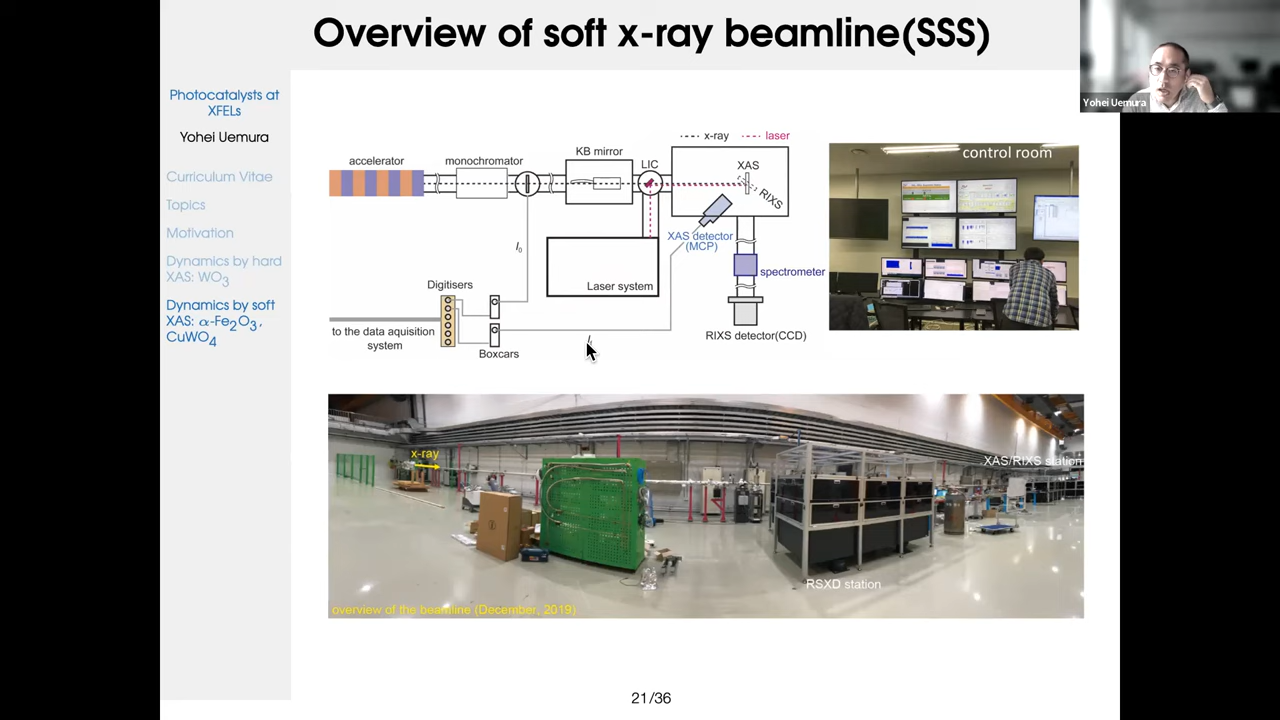 Overview of soft x-ray beamline(SSS)
Yohei Uemura
Photocatalysts at
XFELs
Yohei Uemura
Curriculum Vitae
Topics
Motivation
Dynamics by hard
XAS: WO3
Dynamics by soft
XAS: α-Fe2O3,
CuWO4
x-ray laser
accelerator
monochromator
KB mirror
LIC
XAS
RIXS
I0
XAS detector
(MCP)
Laser system
spectrometer
RIXS detector(CCD)
Digitisers
Boxcars
to the data aquisition
system
control room
x-ray
XAS/RIXS station
RSXD station
overview of the beamline (December, 2019)
21/36